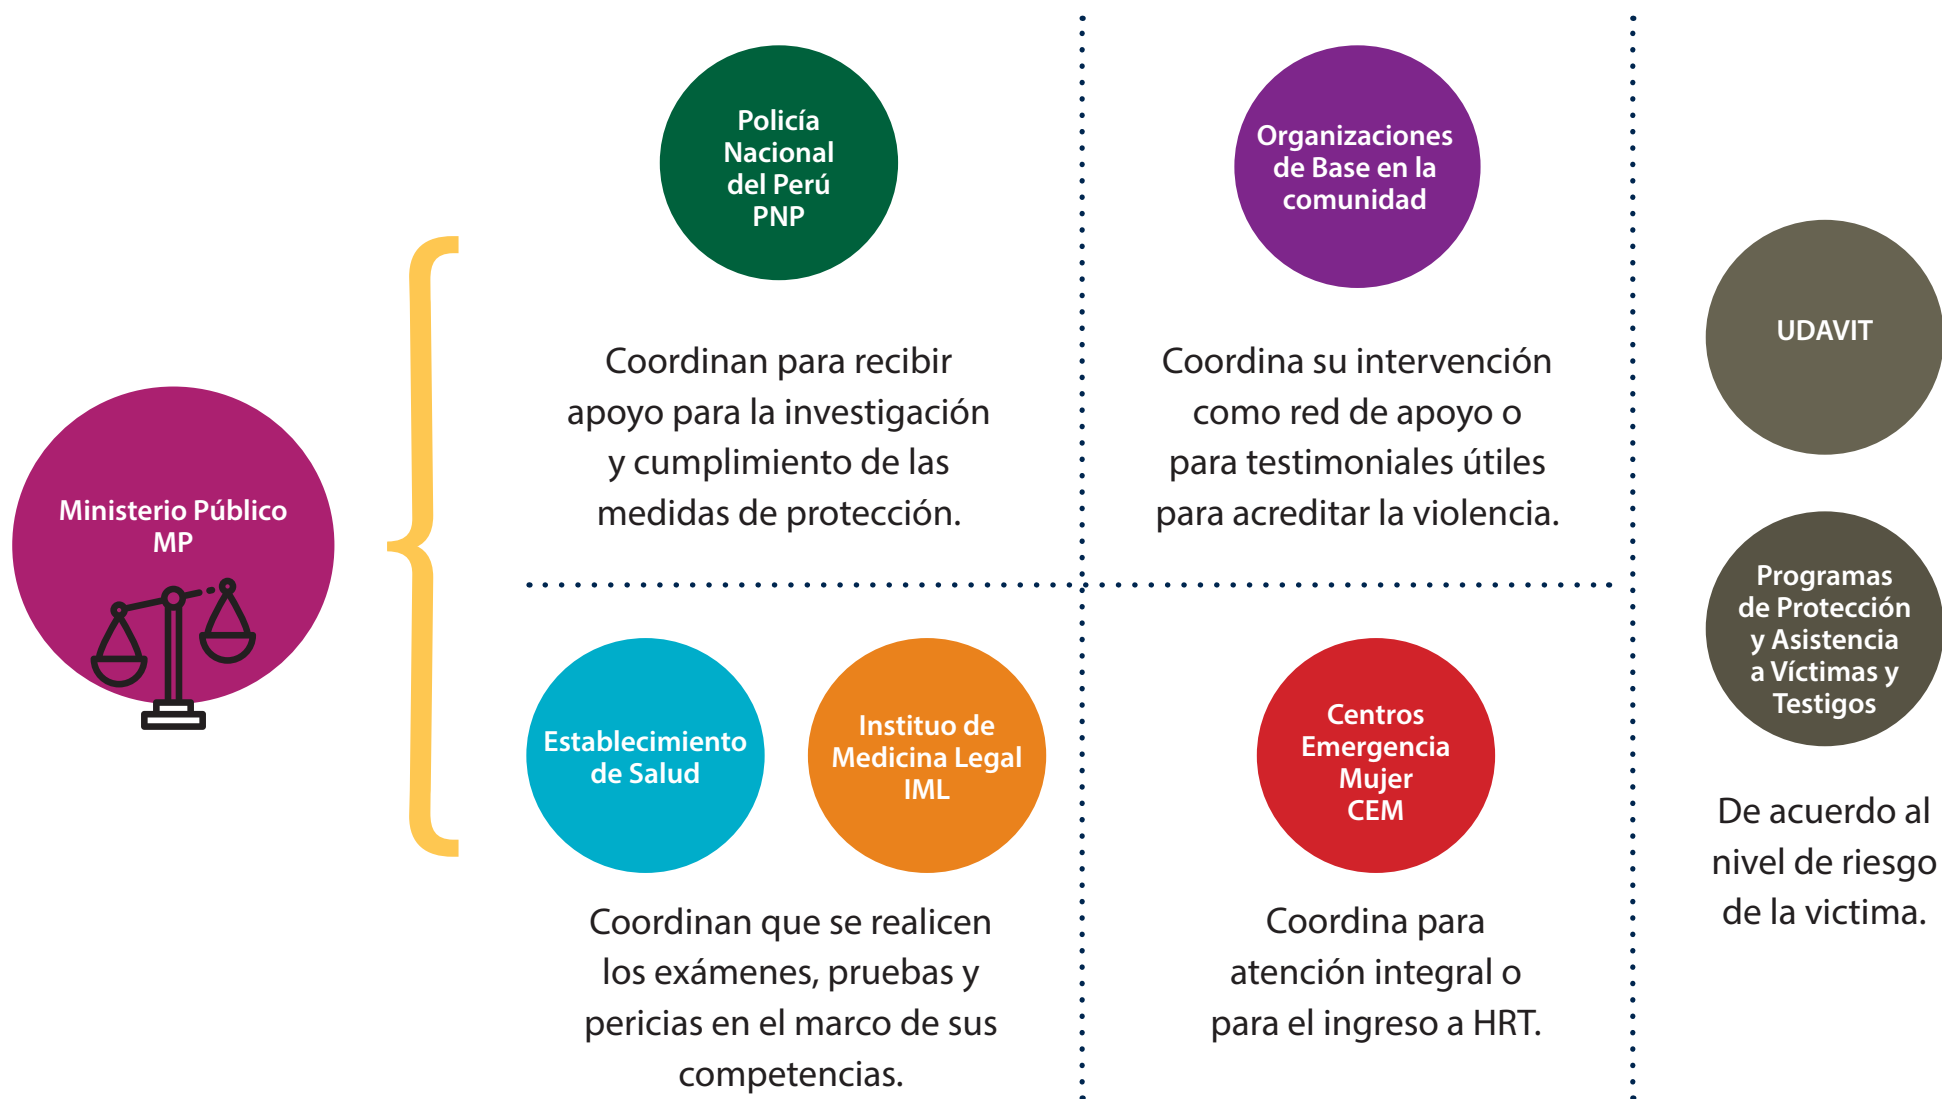 Ministerio Público
MP
Policía
Nacional
del Perú
PNP
Coordinan para recibir
apoyo para la investigación
y cumplimiento de las
medidas de protección.
Organizaciones
de Base en la
comunidad
Coordina su intervención
como red de apoyo o
para testimoniales útiles
para acreditar la violencia.
Establecimiento
de Salud
Instituo de
Medicina Legal
IML
Coordinan que se realicen
los exámenes, pruebas y
pericias en el marco de sus
competencias.
Centros
Emergencia
Mujer
CEM
Coordina para
atención integral o
para el ingreso a HRT.
UDAVIT
Programas
de Protección
y Asistencia
a Víctimas y
Testigos
De acuerdo al
nivel de riesgo
de la victima.